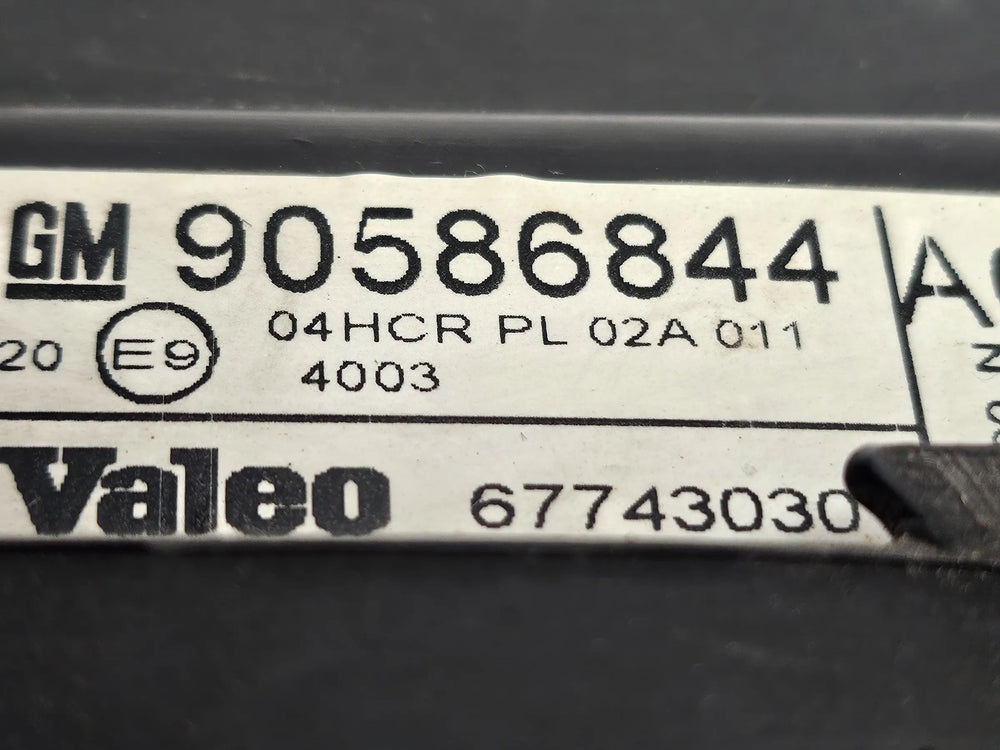 GM 90586844
20 E9 04HCR PL 02A 011
4003
Valeo 67743030